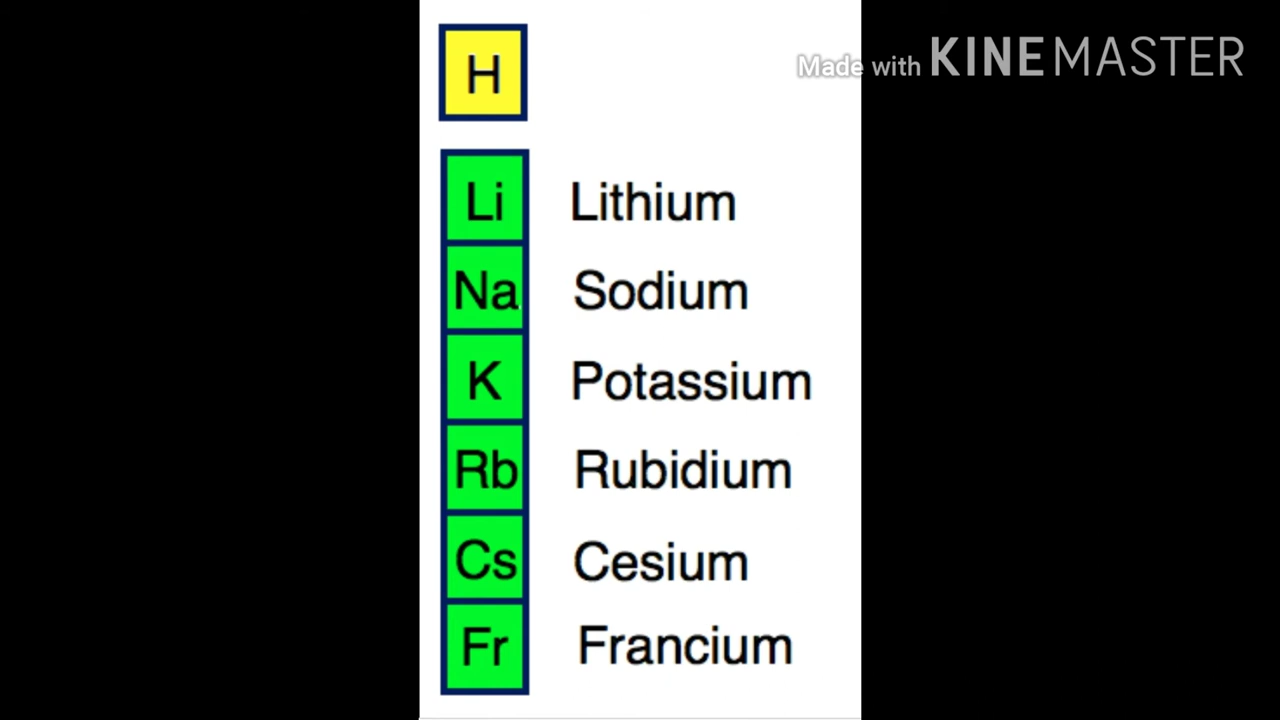 H
Made with KINEMASTER
Li Lithium
Na Sodium
K Potassium
Rb Rubidium
Cs Cesium
Fr Francium